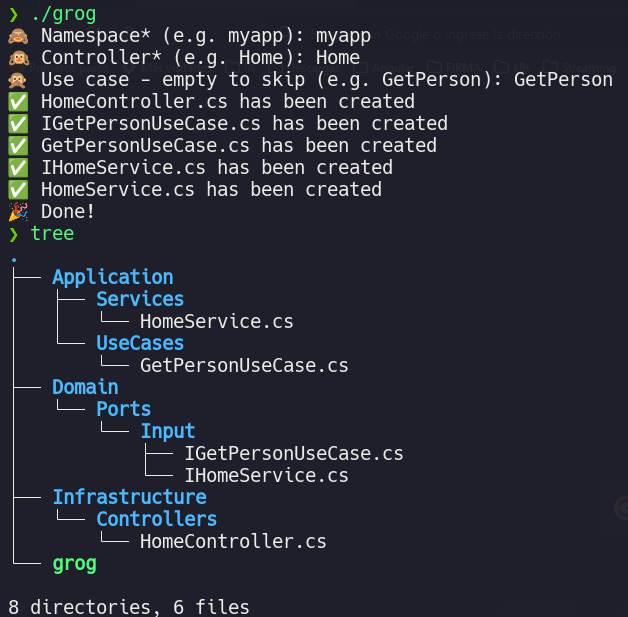 ❯ ./grog
🙈 Namespace* (e.g. myapp): myapp
🙉 Controller* (e.g. Home): Home
🙊 Use case - empty to skip (e.g. GetPerson): GetPerson
✅ HomeController.cs has been created
✅ IGetPersonUseCase.cs has been created
✅ GetPersonUseCase.cs has been created
✅ IHomeService.cs has been created
✅ HomeService.cs has been created
🎉 Done!
❯ tree
.
├── Application
│   ├── Services
│   │   └── HomeService.cs
│   └── UseCases
│       └── GetPersonUseCase.cs
├── Domain
│   └── Ports
│       └── Input
│           ├── IGetPersonUseCase.cs
│           └── IHomeService.cs
├── Infrastructure
│   └── Controllers
│       └── HomeController.cs
└── grog
8 directories, 6 files